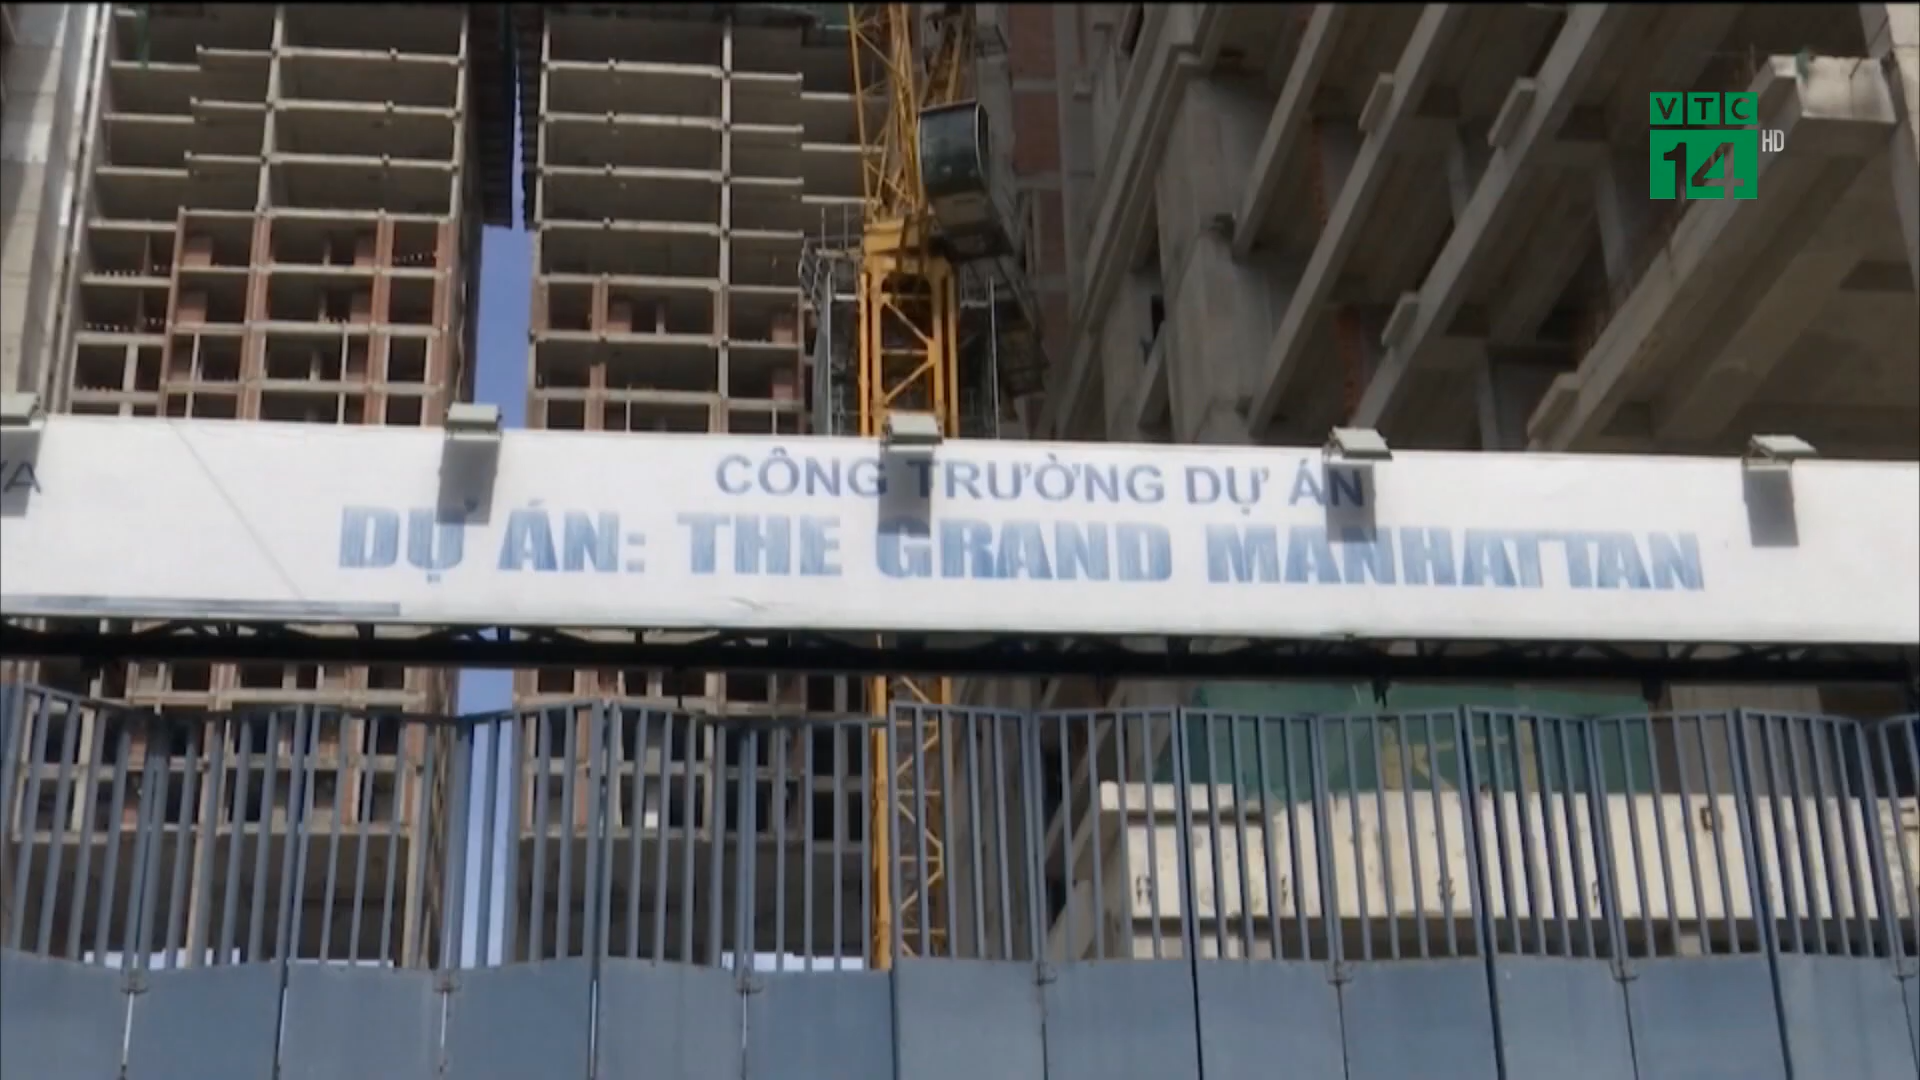 VTC
14 HD
CÔNG TRƯỜNG DỰ ÁN
DỰ ÁN: THE GRAND MANHATTAN